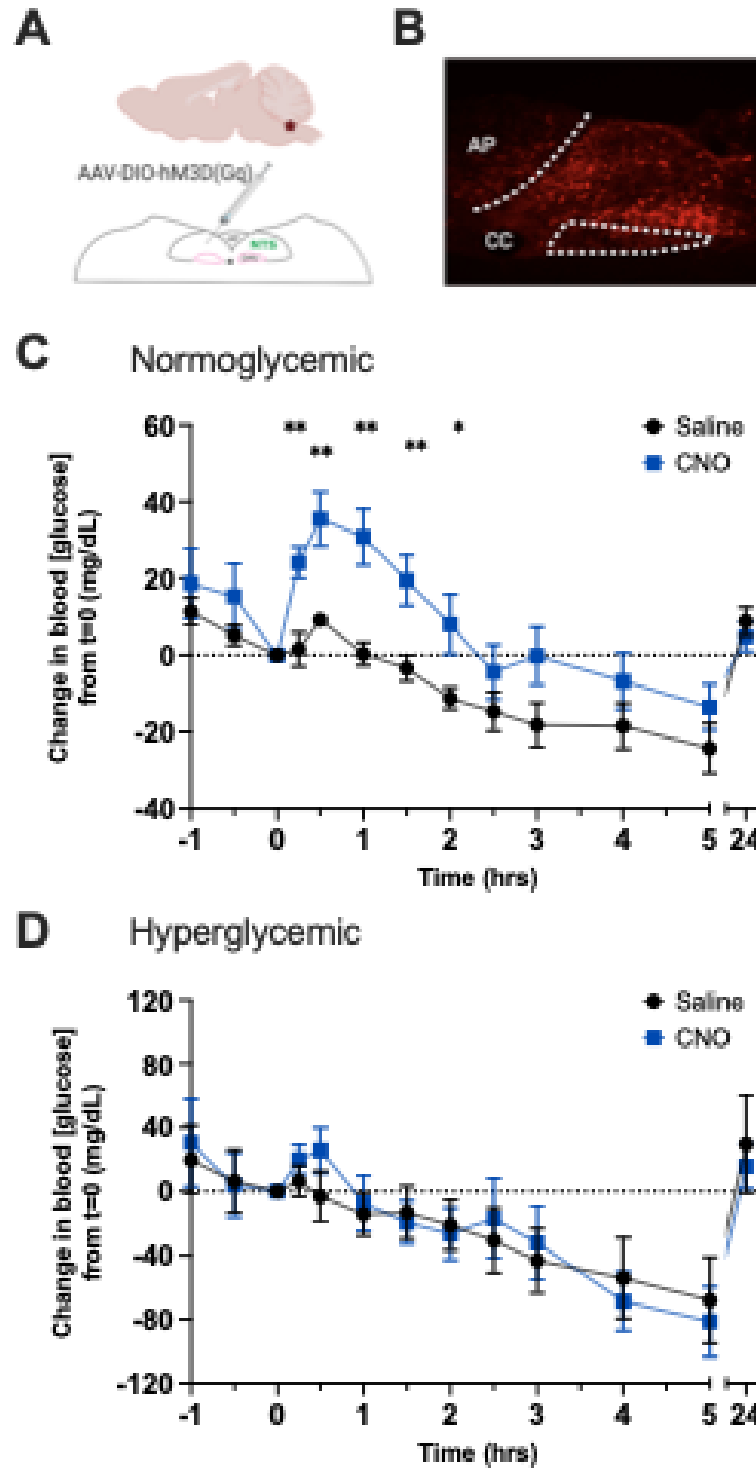 A
B
AAV-DIO-hM3D(Gq)
NTS
AP
CC
C Normoglycemic
** ** *
** **
Saline
CNO
Change in blood [glucose]
from t=0 (mg/dL)
60
40
20
0
-20
-40
-1 0 1 2 3 4 5 24
Time (hrs)
D Hyperglycemic
Saline
CNO
Change in blood [glucose]
from t=0 (mg/dL)
120
80
40
0
-40
-80
-120
-1 0 1 2 3 4 5 24
Time (hrs)